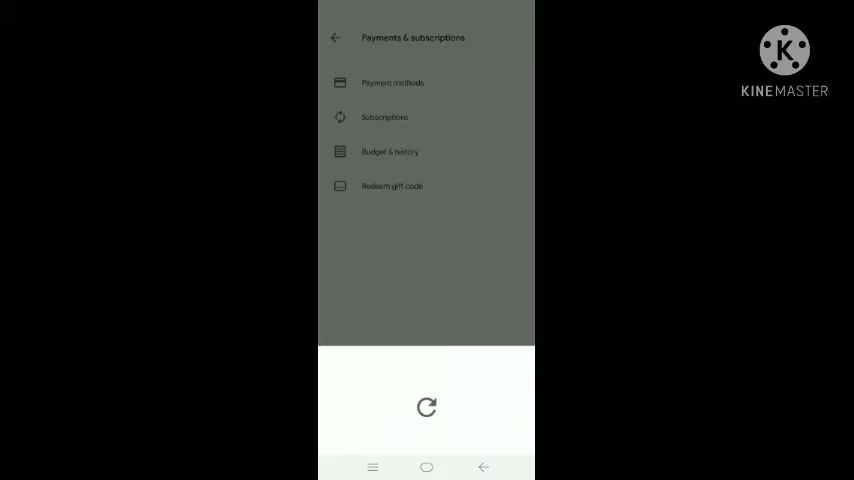 Payments & subscriptions
Payment methods
Subscriptions
Budget & history
Redeem gift code
K
KINEMASTER